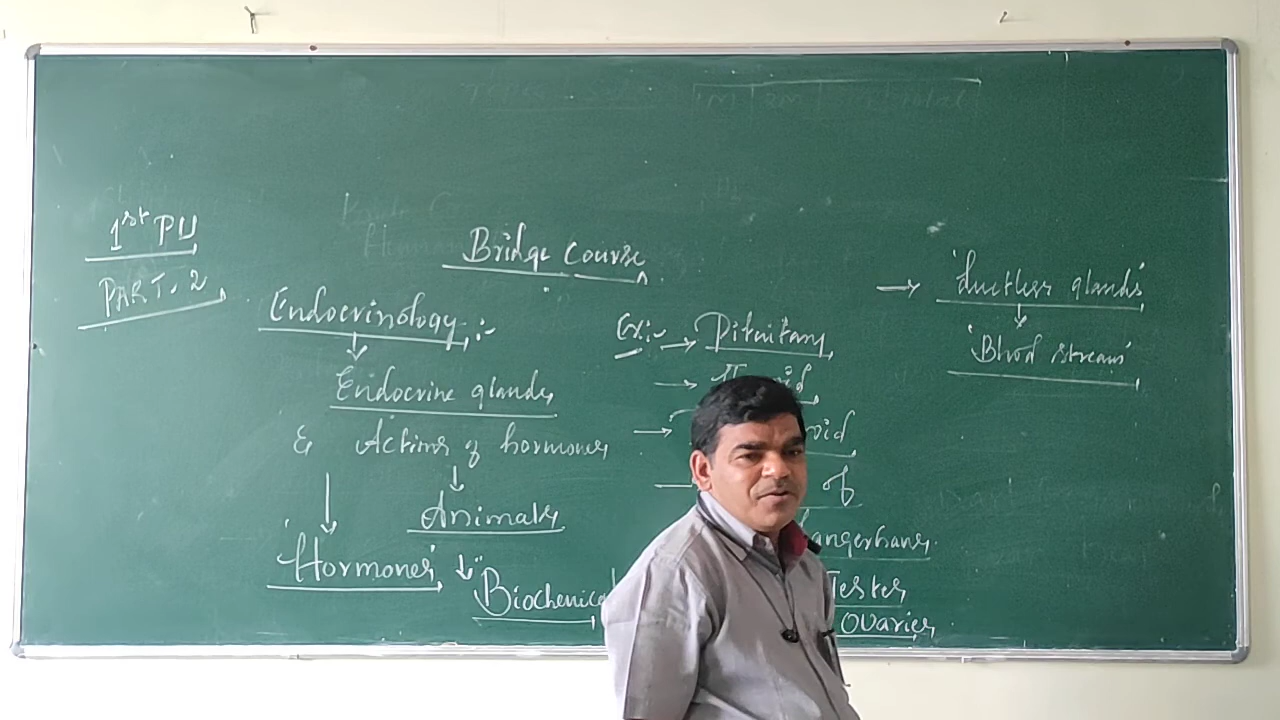 1st PU
PART-2
Bridge Course
Endocrinology :-
Endocrine glands
& Actions of hormones
Animals
'Hormones'
"Biochemica
Ex:- → Pituitary
→
→
of
Langerhans.
Testes
Ovaries
→ 'Ductless glands'
'Blood stream'